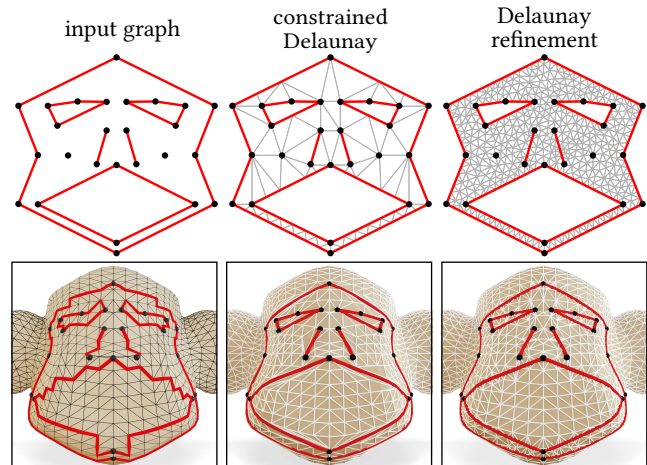 input graph
constrained
Delaunay
Delaunay
refinement